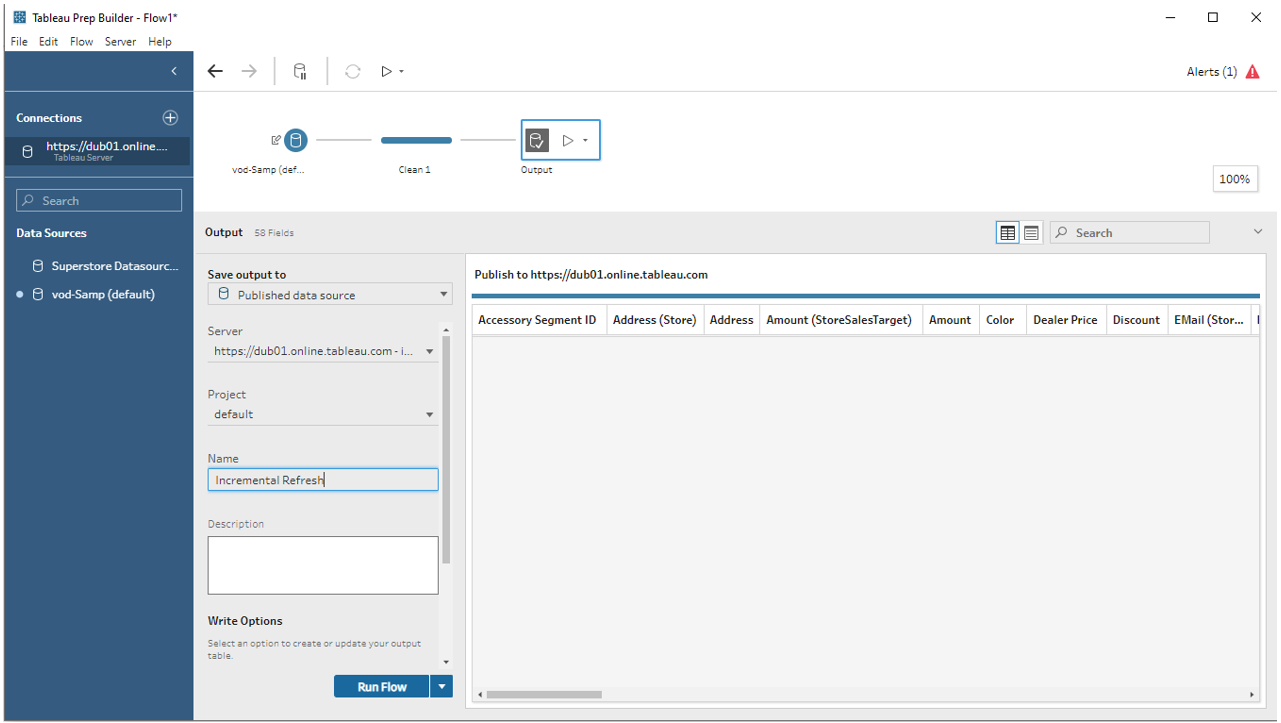 Tableau Prep Builder - Flow1*
File Edit Flow Server Help
Alerts (1)
Connections
https://dub01.online....
Tableau Server
Search
Data Sources
Superstore Datasourc...
vod-Samp (default)
vod-Samp (def...
Clean 1
Output
100%
Output 58 Fields
Search
Save output to
Published data source
Server
https://dub01.online.tableau.com - i...
Project
default
Name
Incremental Refresh
Description
Write Options
Select an option to create or update your output
table.
Run Flow
Publish to https://dub01.online.tableau.com
Accessory Segment ID Address (Store) Address Amount (StoreSalesTarget) Amount Color Dealer Price Discount EMail (Stor...